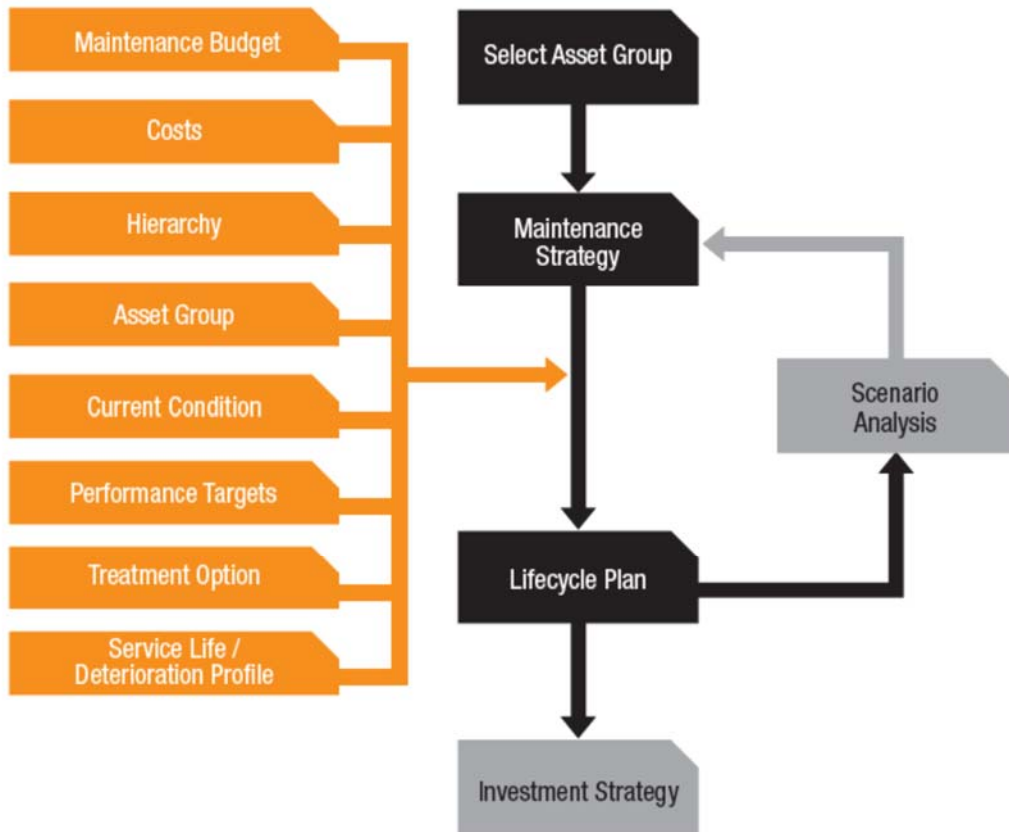 Maintenance Budget
Costs
Hierarchy
Asset Group
Current Condition
Performance Targets
Treatment Option
Service Life /
Deterioration Profile
Select Asset Group
Maintenance
Strategy
Lifecycle Plan
Investment Strategy
Scenario
Analysis